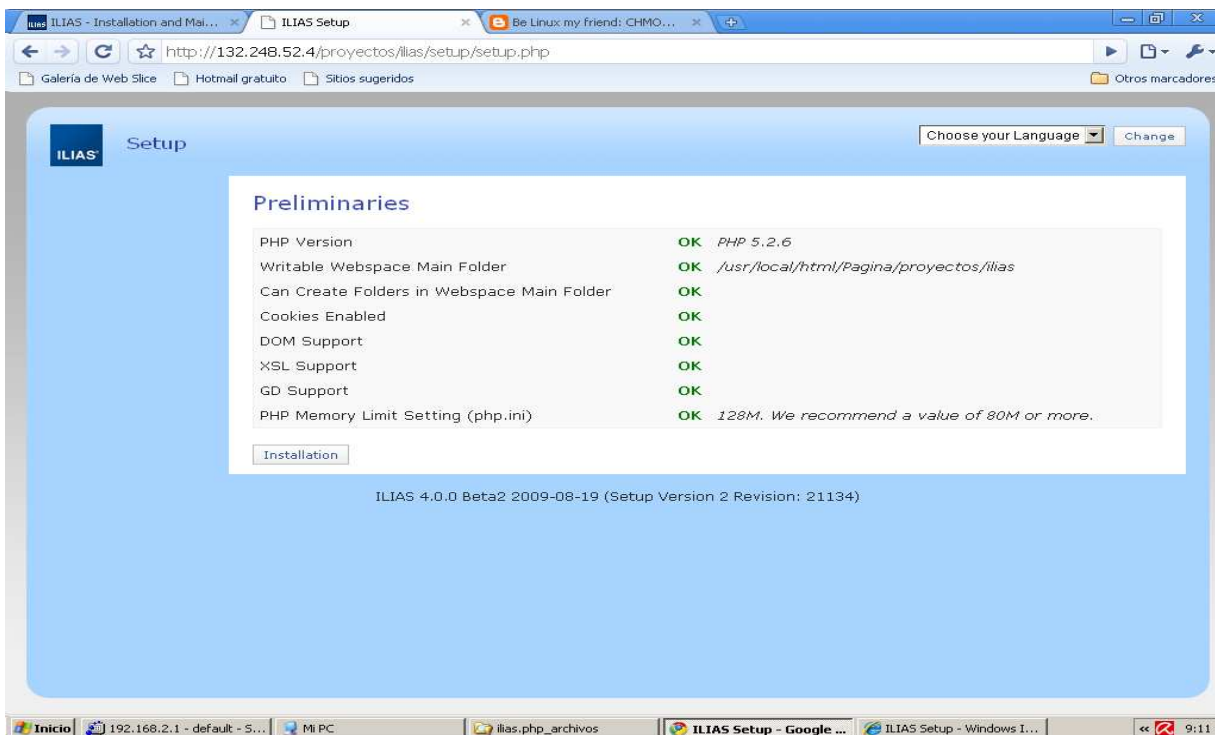 ILIAS - Installation and Mai...
ILIAS Setup
Be Linux my friend: CHMO...
http://132.248.52.4/proyectos/ilias/setup/setup.php
Galería de Web Slice
Hotmail gratuito
Sitios sugeridos
Otros marcadores
ILIAS
Setup
Choose your Language
Change
Preliminaries
PHP Version OK PHP 5.2.6
Writable Webspace Main Folder OK /usr/local/html/Pagina/proyectos/ilias
Can Create Folders in Webspace Main Folder OK
Cookies Enabled OK
DOM Support OK
XSL Support OK
GD Support OK
PHP Memory Limit Setting (php.ini) OK 128M. We recommend a value of 80M or more.
Installation
ILIAS 4.0.0 Beta2 2009-08-19 (Setup Version 2 Revision: 21134)
Inicio
192.168.2.1 - default - S...
Mi PC
ilias.php_archivos
ILIAS Setup - Google ...
ILIAS Setup - Windows I...
9:11